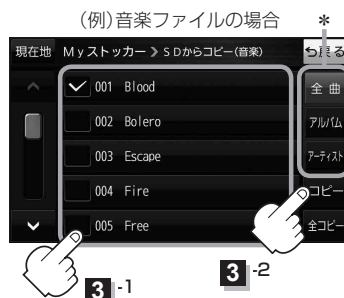 (例)音楽ファイルの場合
*
現在地 Myストッカー》SDからコピー(音楽) 戻る
001 Blood
全 曲
002 Bolero
アルバム
003 Escape
アーティスト
004 Fire
コピー
005 Free
全コピー
3-1
3-2